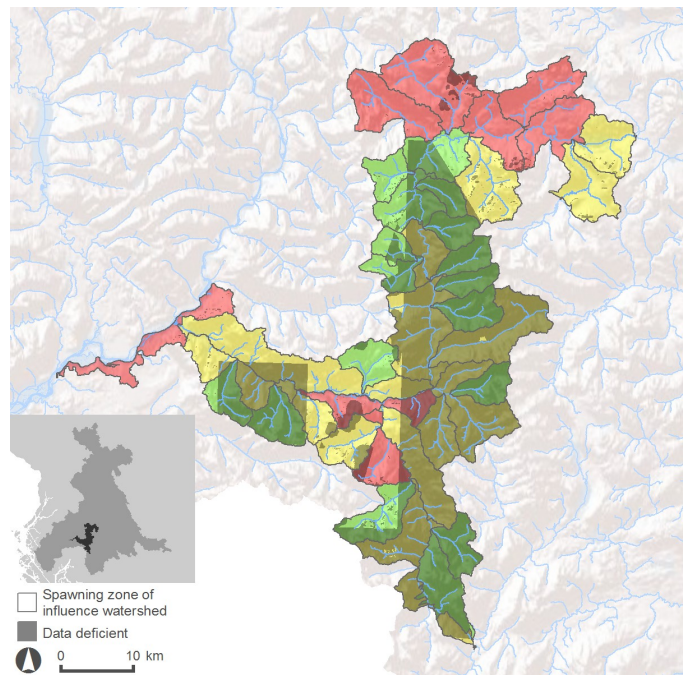 Spawning zone of
influence watershed
Data deficient
0 10 km